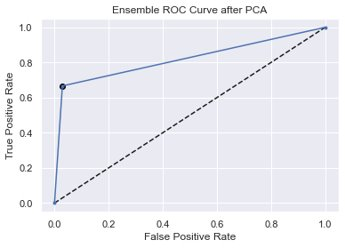 Ensemble ROC Curve after PCA
True Positive Rate
1.0
0.8
0.6
0.4
0.2
0.0
0.0 0.2 0.4 0.6 0.8 1.0
False Positive Rate